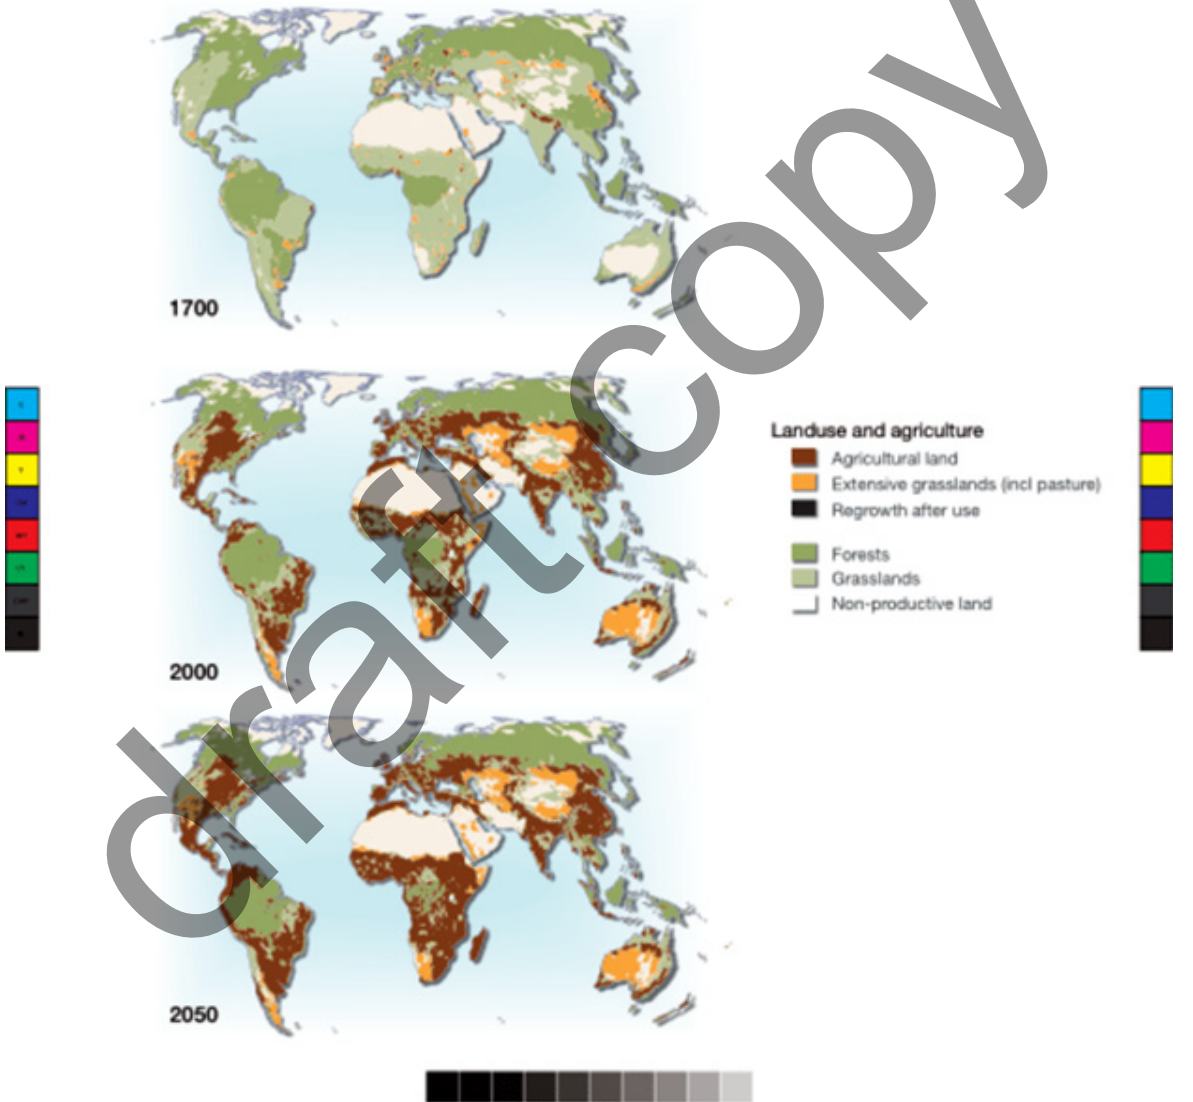 1700
2000
2050
Landuse and agriculture
Agricultural land
Extensive grasslands (incl pasture)
Regrowth after use
Forests
Grasslands
Non-productive land
draft copy